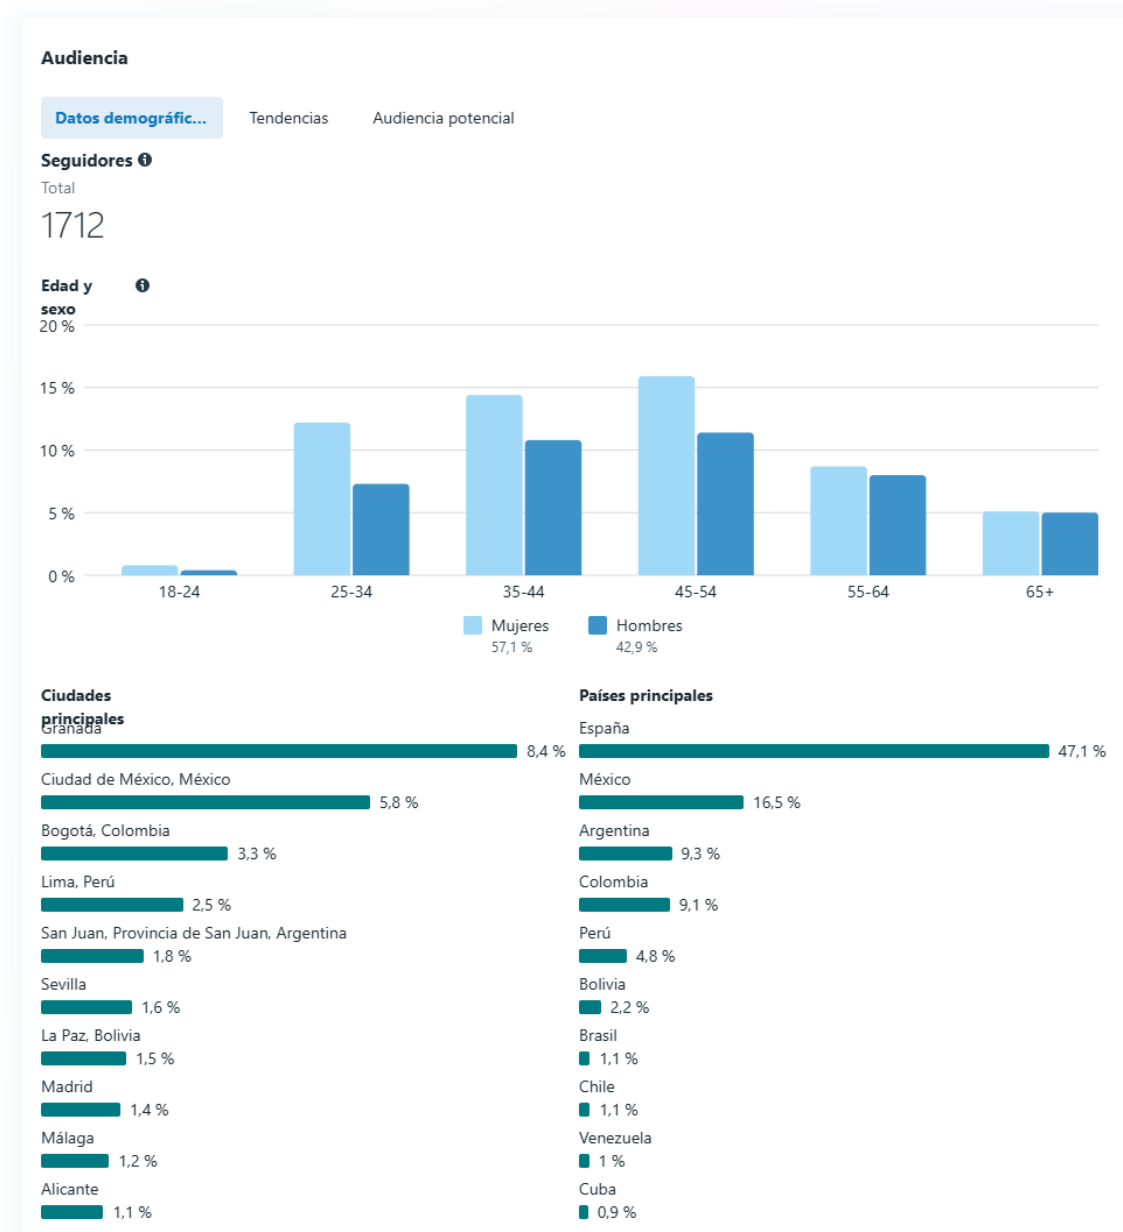 Audiencia
Datos demográfic... Tendencias Audiencia potencial
Seguidores
Total
1712
Edad y
sexo
20 %
15 %
10 %
5 %
0 %
18-24 25-34 35-44 45-54 55-64 65+
Mujeres Hombres
57,1 % 42,9 %
Ciudades
principales
Granada
8,4 %
Ciudad de México, México
5,8 %
Bogotá, Colombia
3,3 %
Lima, Perú
2,5 %
San Juan, Provincia de San Juan, Argentina
1,8 %
Sevilla
1,6 %
La Paz, Bolivia
1,5 %
Madrid
1,4 %
Málaga
1,2 %
Alicante
1,1 %
Países principales
España
47,1 %
México
16,5 %
Argentina
9,3 %
Colombia
9,1 %
Perú
4,8 %
Bolivia
2,2 %
Brasil
1,1 %
Chile
1,1 %
Venezuela
1 %
Cuba
0,9 %